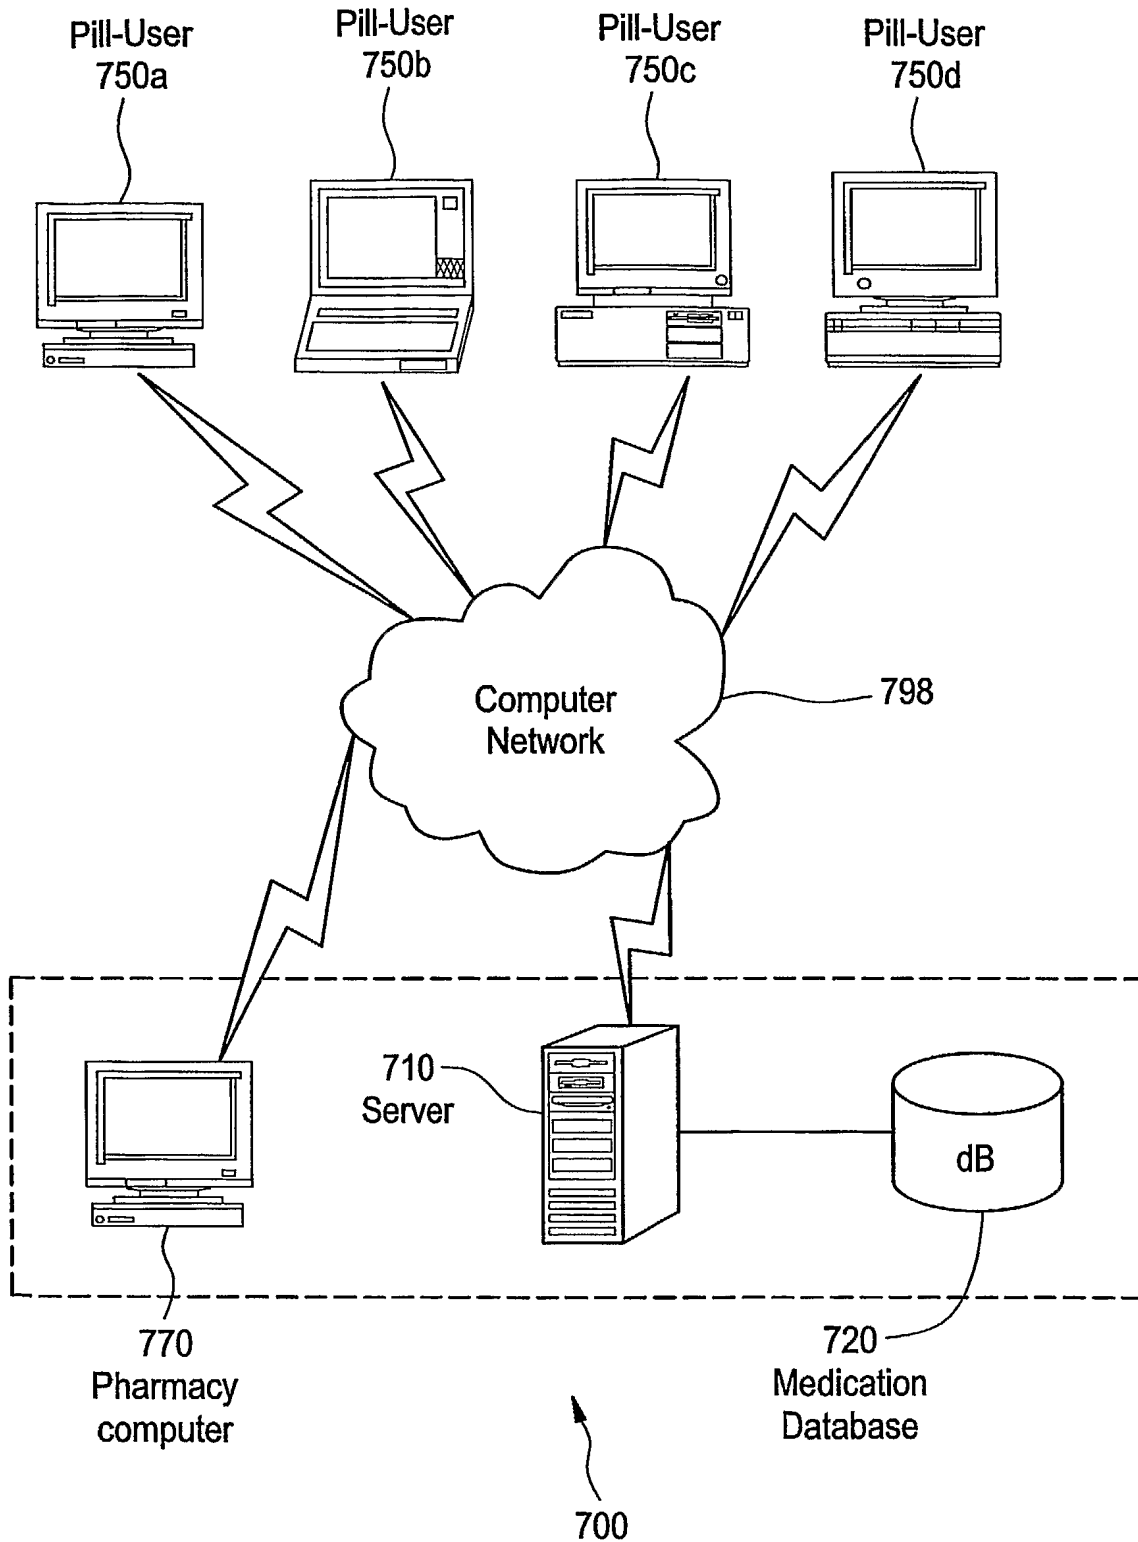 Pill-User
750a
Pill-User
750b
Pill-User
750c
Pill-User
750d
Computer
Network
798
710
Server
dB
770
Pharmacy
computer
720
Medication
Database
700